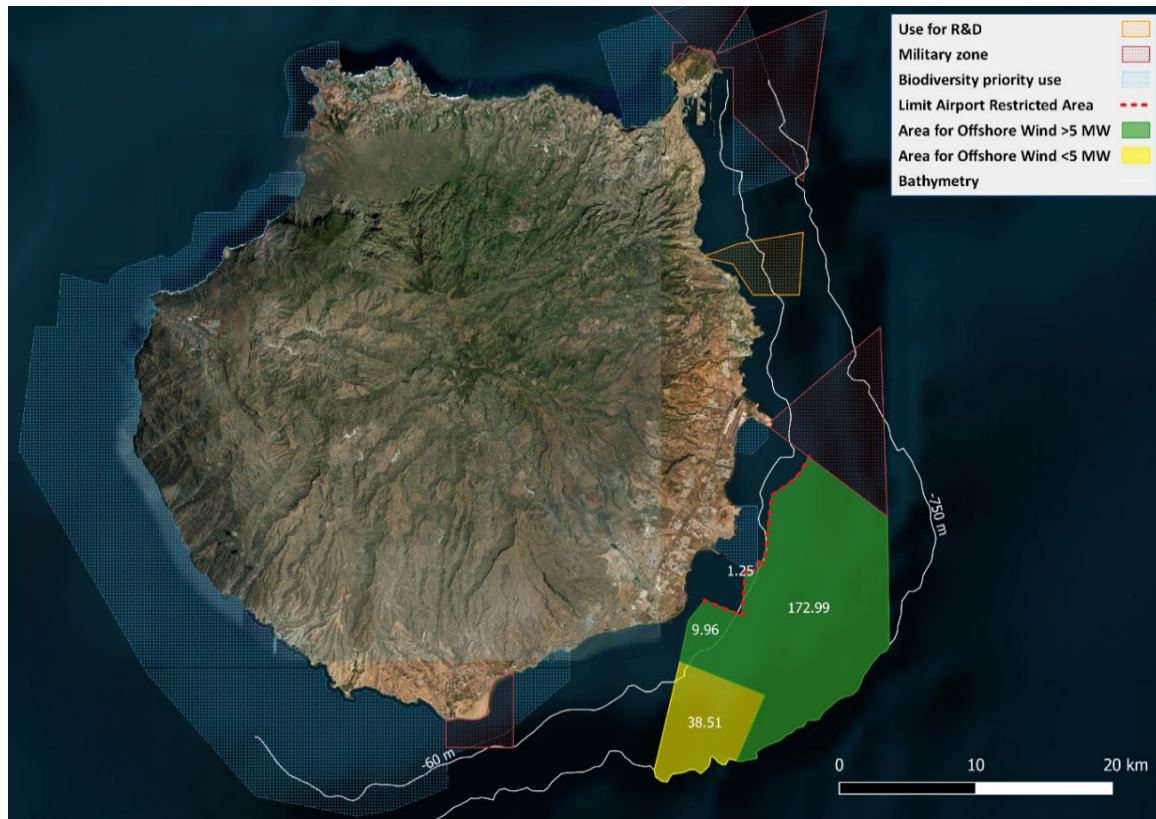 Use for R&D
Military zone
Biodiversity priority use
Limit Airport Restricted Area
Area for Offshore Wind >5 MW
Area for Offshore Wind <5 MW
Bathymetry
-750 m
1.25
172.99
9.96
38.51
-60 m
0 10 20 km